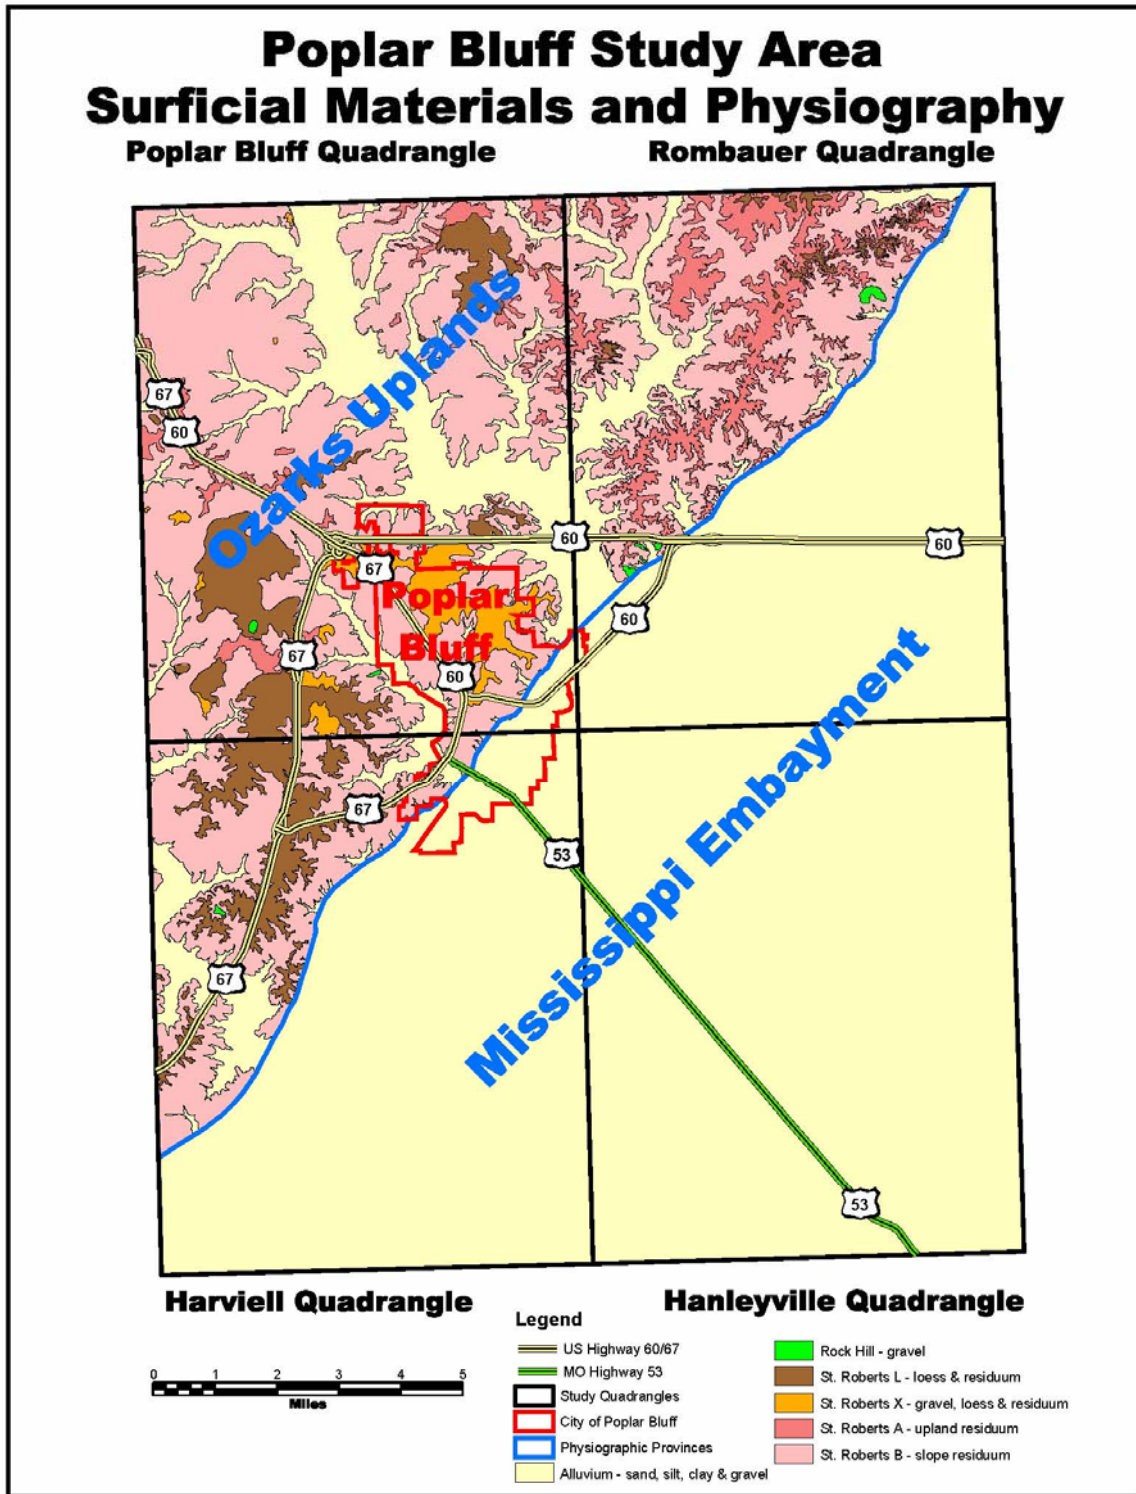 Poplar Bluff Study Area
Surficial Materials and Physiography
Poplar Bluff Quadrangle
Rombauer Quadrangle
Ozarks Uplands
67
60
60
60
67
Poplar
Bluff
60
67
60
67
53
Mississippi Embayment
67
53
Harviell Quadrangle
Hanleyville Quadrangle
Legend
US Highway 60/67
MO Highway 53
Study Quadrangles
City of Poplar Bluff
Physiographic Provinces
Alluvium - sand, silt, clay & gravel
Rock Hill - gravel
St. Roberts L - loess & residuum
St. Roberts X - gravel, loess & residuum
St. Roberts A - upland residuum
St. Roberts B - slope residuum
0 1 2 3 4 5
Miles